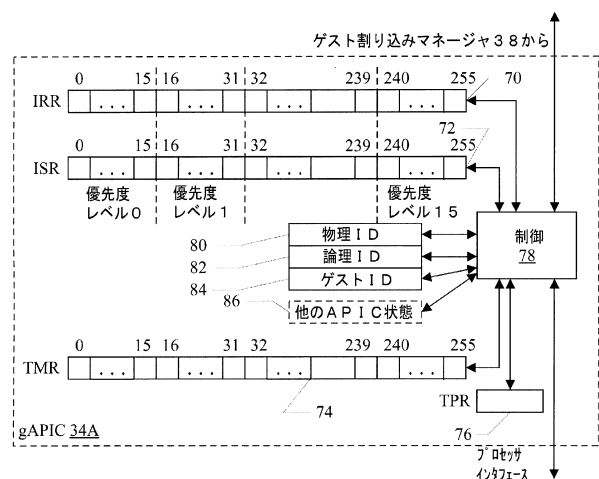 ゲスト割り込みマネージャ38から
0 15 16 31 32 239 240 255 70
IRR ... ... ... ...
0 15 16 31 32 239 240 255 72
ISR ... ... ... ...
優先度 優先度 優先度
レベル0 レベル1 レベル15
80 物理ID
82 論理ID
84 ゲストID
86 他のAPIC状態
制御
78
0 15 16 31 32 239 240 255
TMR ... ... ... ...
74
TPR
76
gAPIC 34A
プロセッサ
インタフェース